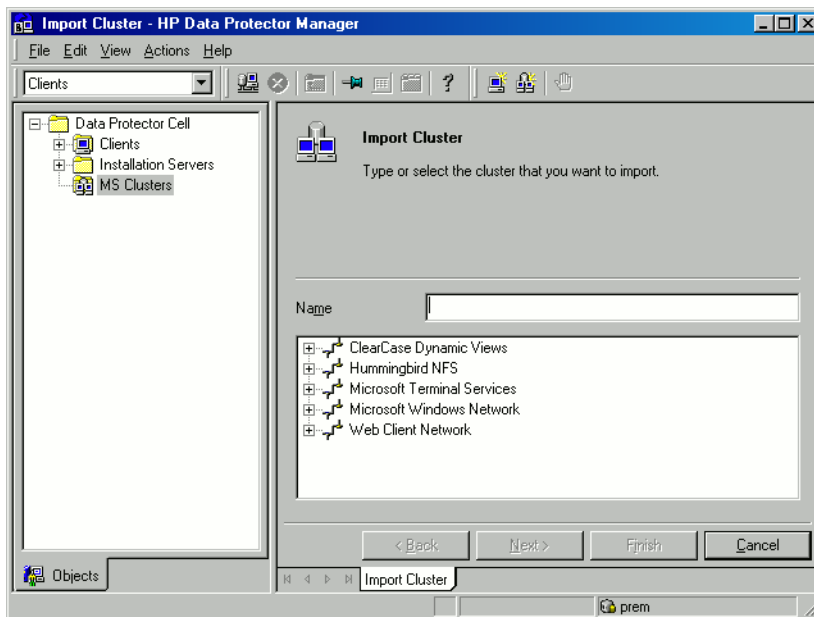 Import Cluster - HP Data Protector Manager
File Edit View Actions Help
Clients
Data Protector Cell
Clients
Installation Servers
MS Clusters
Objects
Import Cluster
Type or select the cluster that you want to import.
Name
ClearCase Dynamic Views
Hummingbird NFS
Microsoft Terminal Services
Microsoft Windows Network
Web Client Network
< Back Next > Finish Cancel
Import Cluster
prem